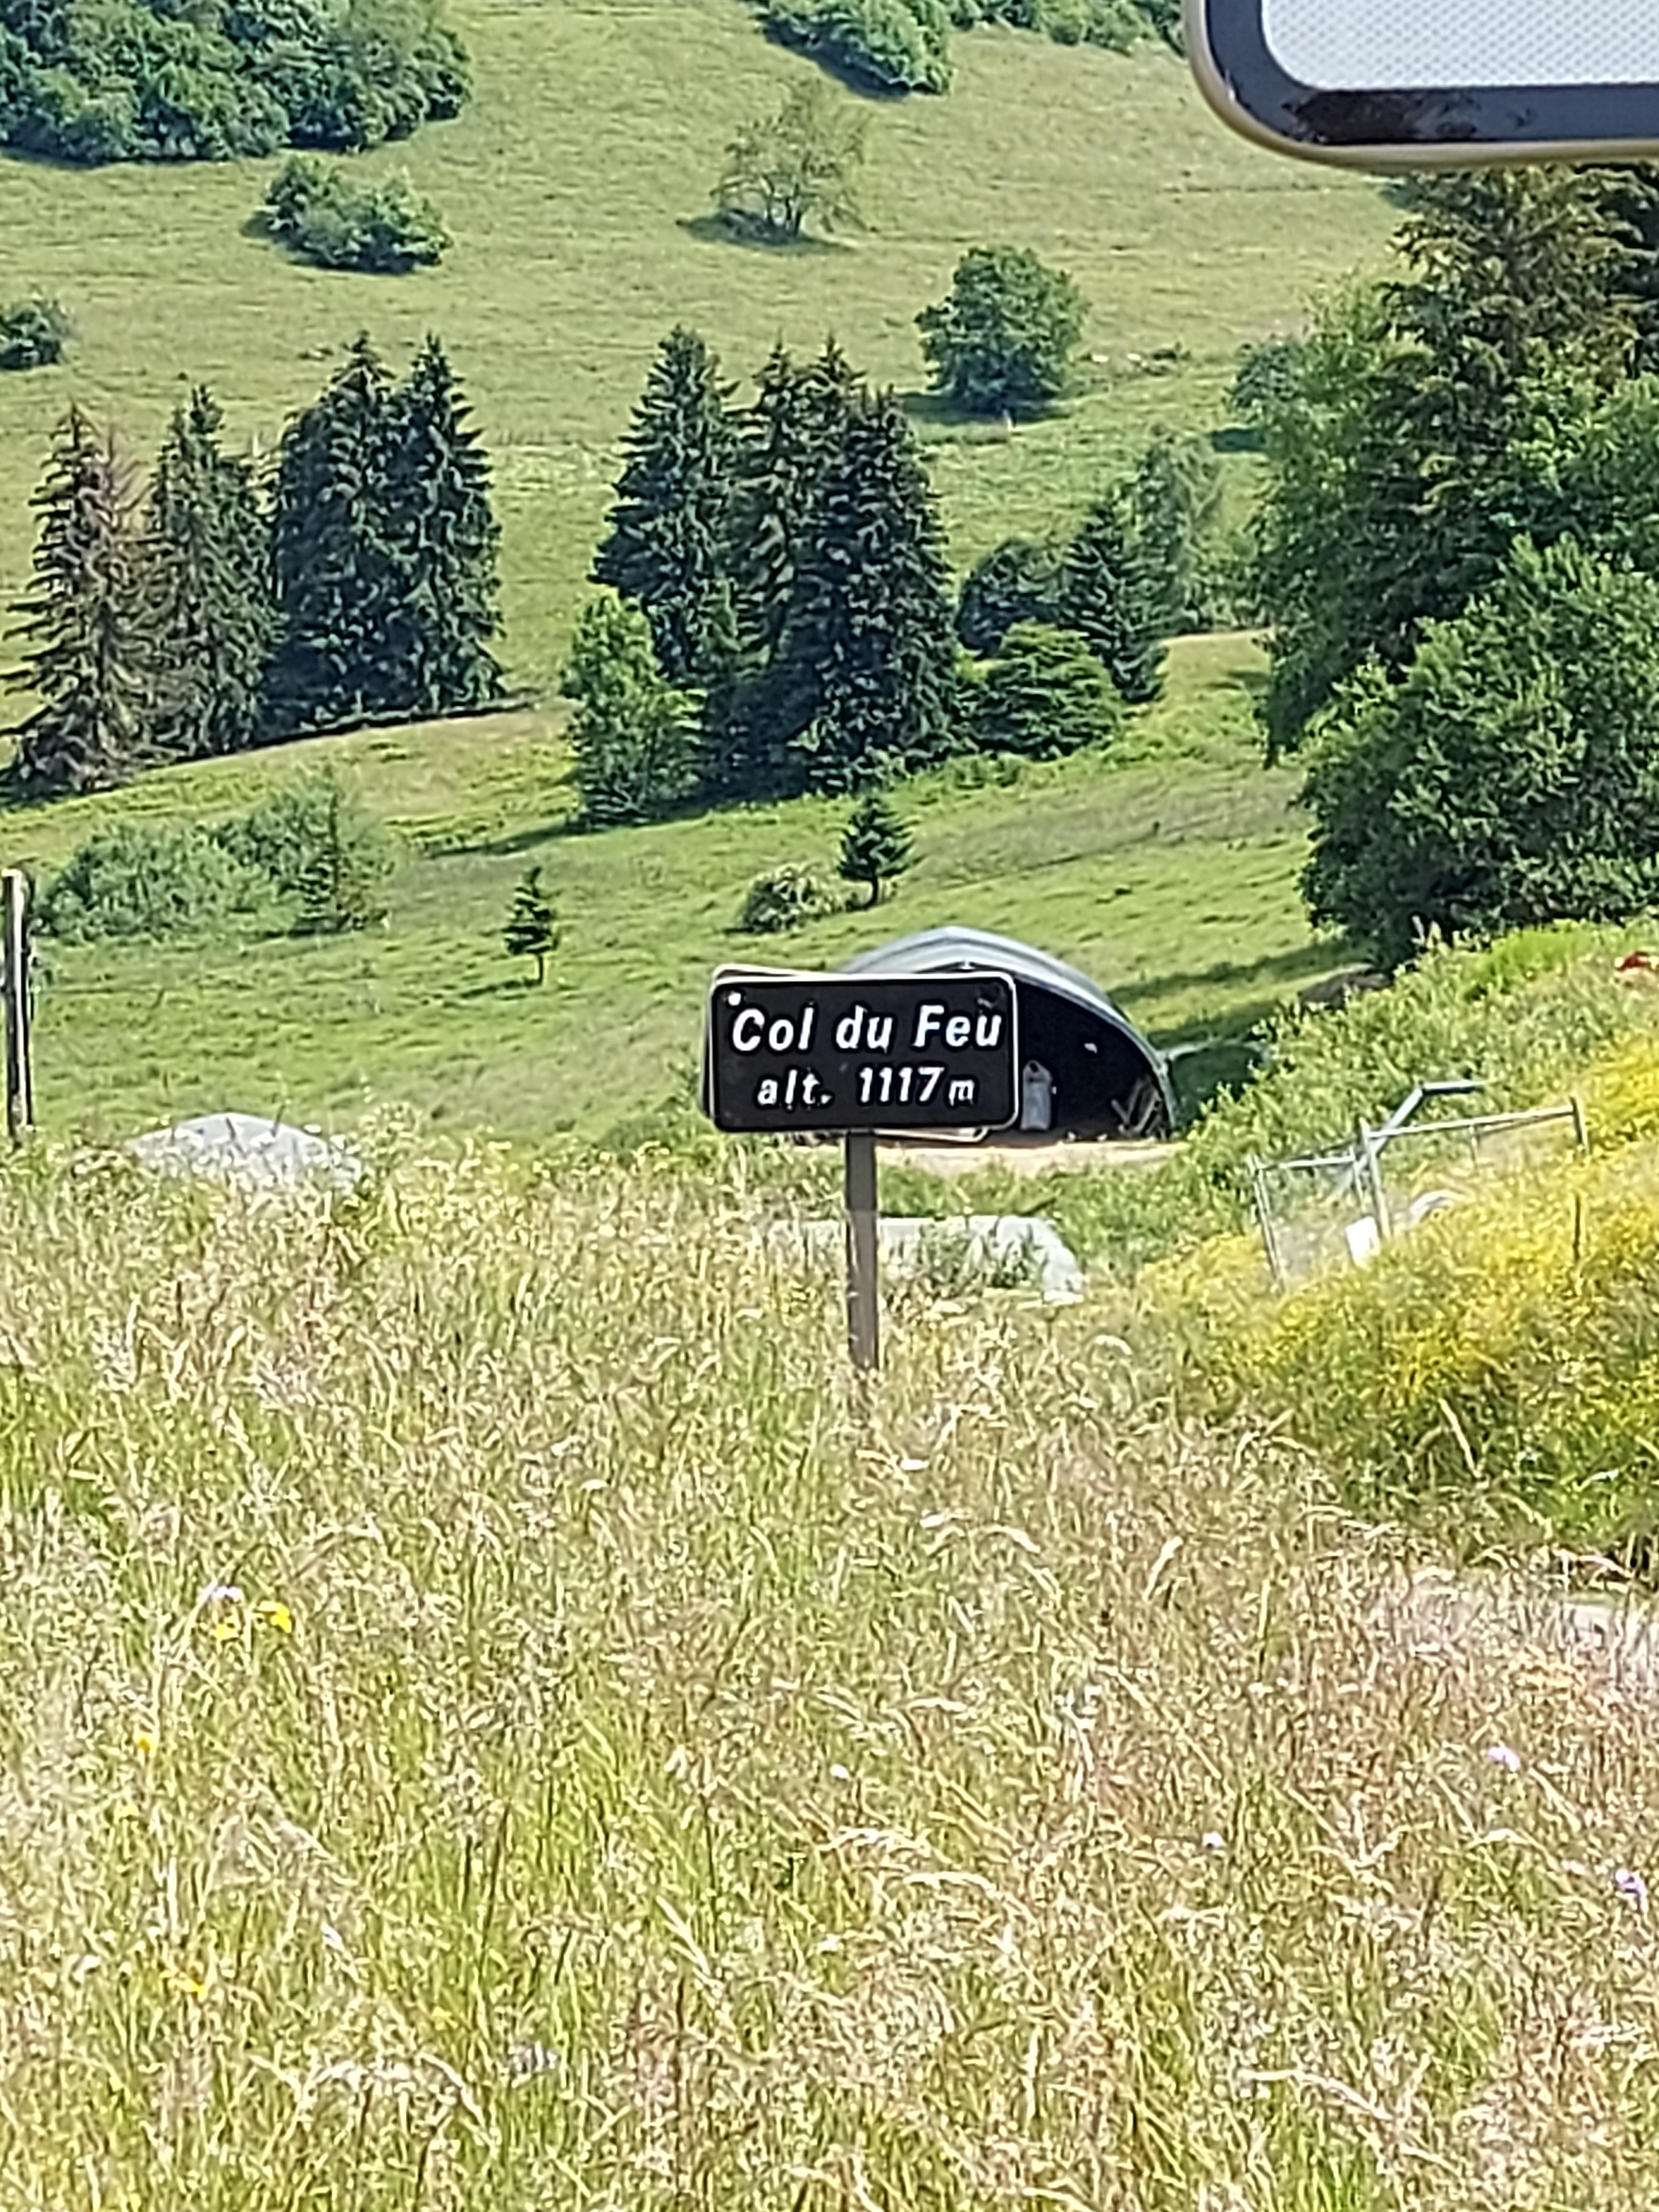 Col du Feu
alt. 1117m